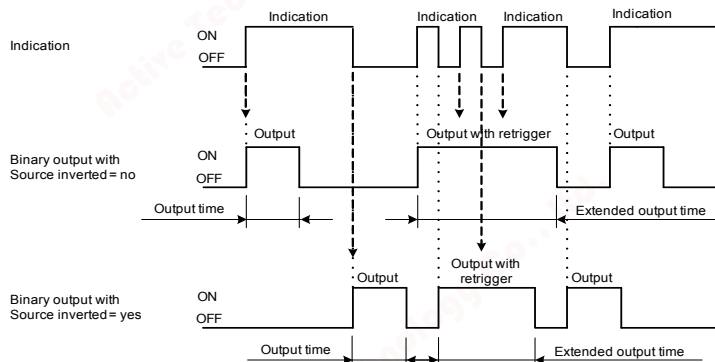 Indication Indication Indication Indication
Indication
ON
OFF
Output Output with retrigger Output
Binary output with
Source inverted = no
ON
OFF
Output time Extended output time
Output Output with
retrigger Output
Binary output with
Source inverted = yes
ON
OFF
Output time Extended output time